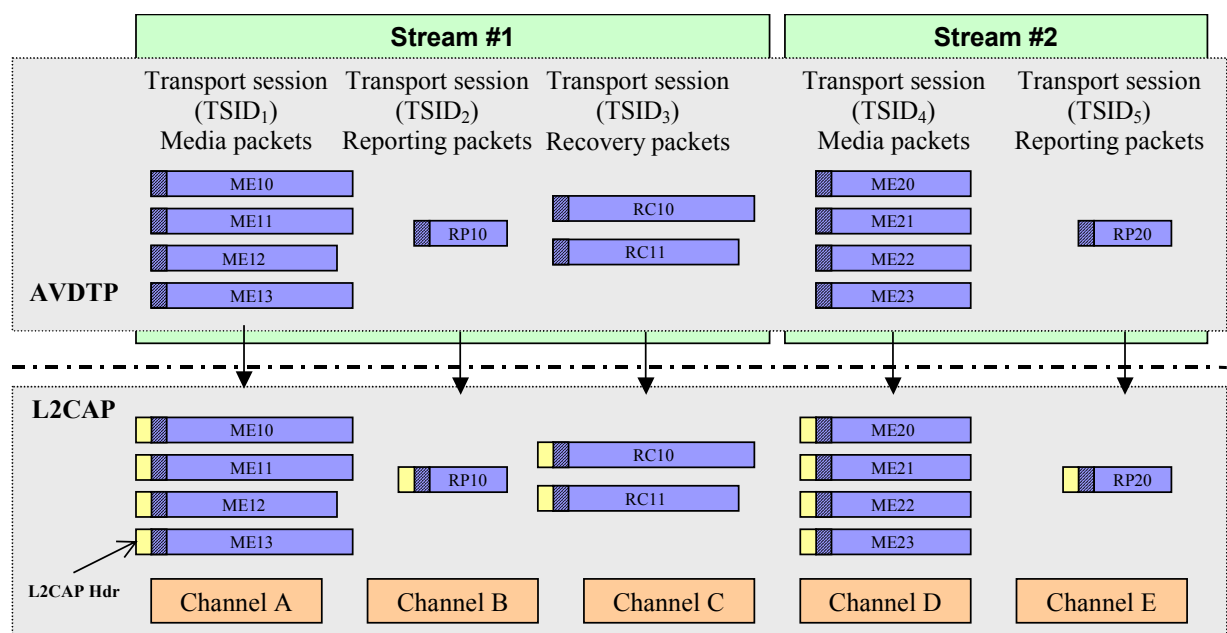 Stream #1
Stream #2
Transport session
(TSID₁)
Media packets
Transport session
(TSID₂)
Reporting packets
Transport session
(TSID₃)
Recovery packets
Transport session
(TSID₄)
Media packets
Transport session
(TSID₅)
Reporting packets
ME10
ME11
ME12
ME13
RP10
RC10
RC11
ME20
ME21
ME22
ME23
RP20
AVDTP
L2CAP
ME10
ME11
ME12
ME13
RP10
RC10
RC11
ME20
ME21
ME22
ME23
RP20
L2CAP Hdr
Channel A
Channel B
Channel C
Channel D
Channel E